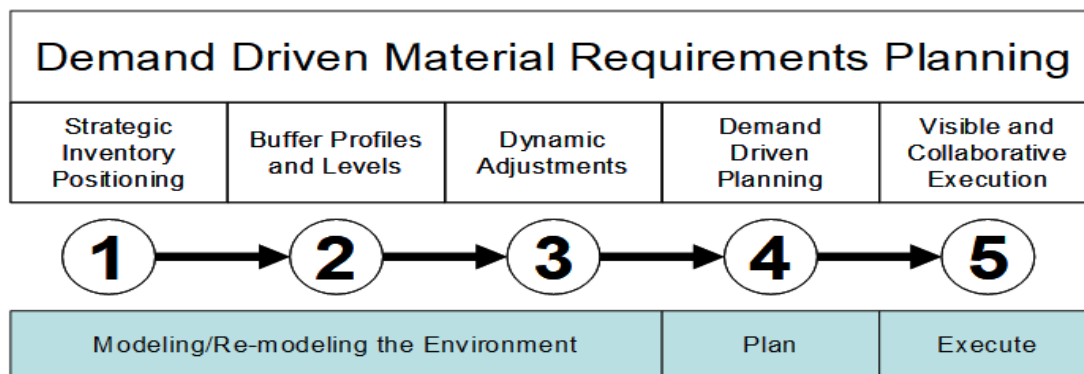 Demand Driven Material Requirements Planning
Strategic
Inventory
Positioning
Buffer Profiles
and Levels
Dynamic
Adjustments
Demand
Driven
Planning
Visible and
Collaborative
Execution
1
2
3
4
5
Modeling/Re-modeling the Environment
Plan
Execute